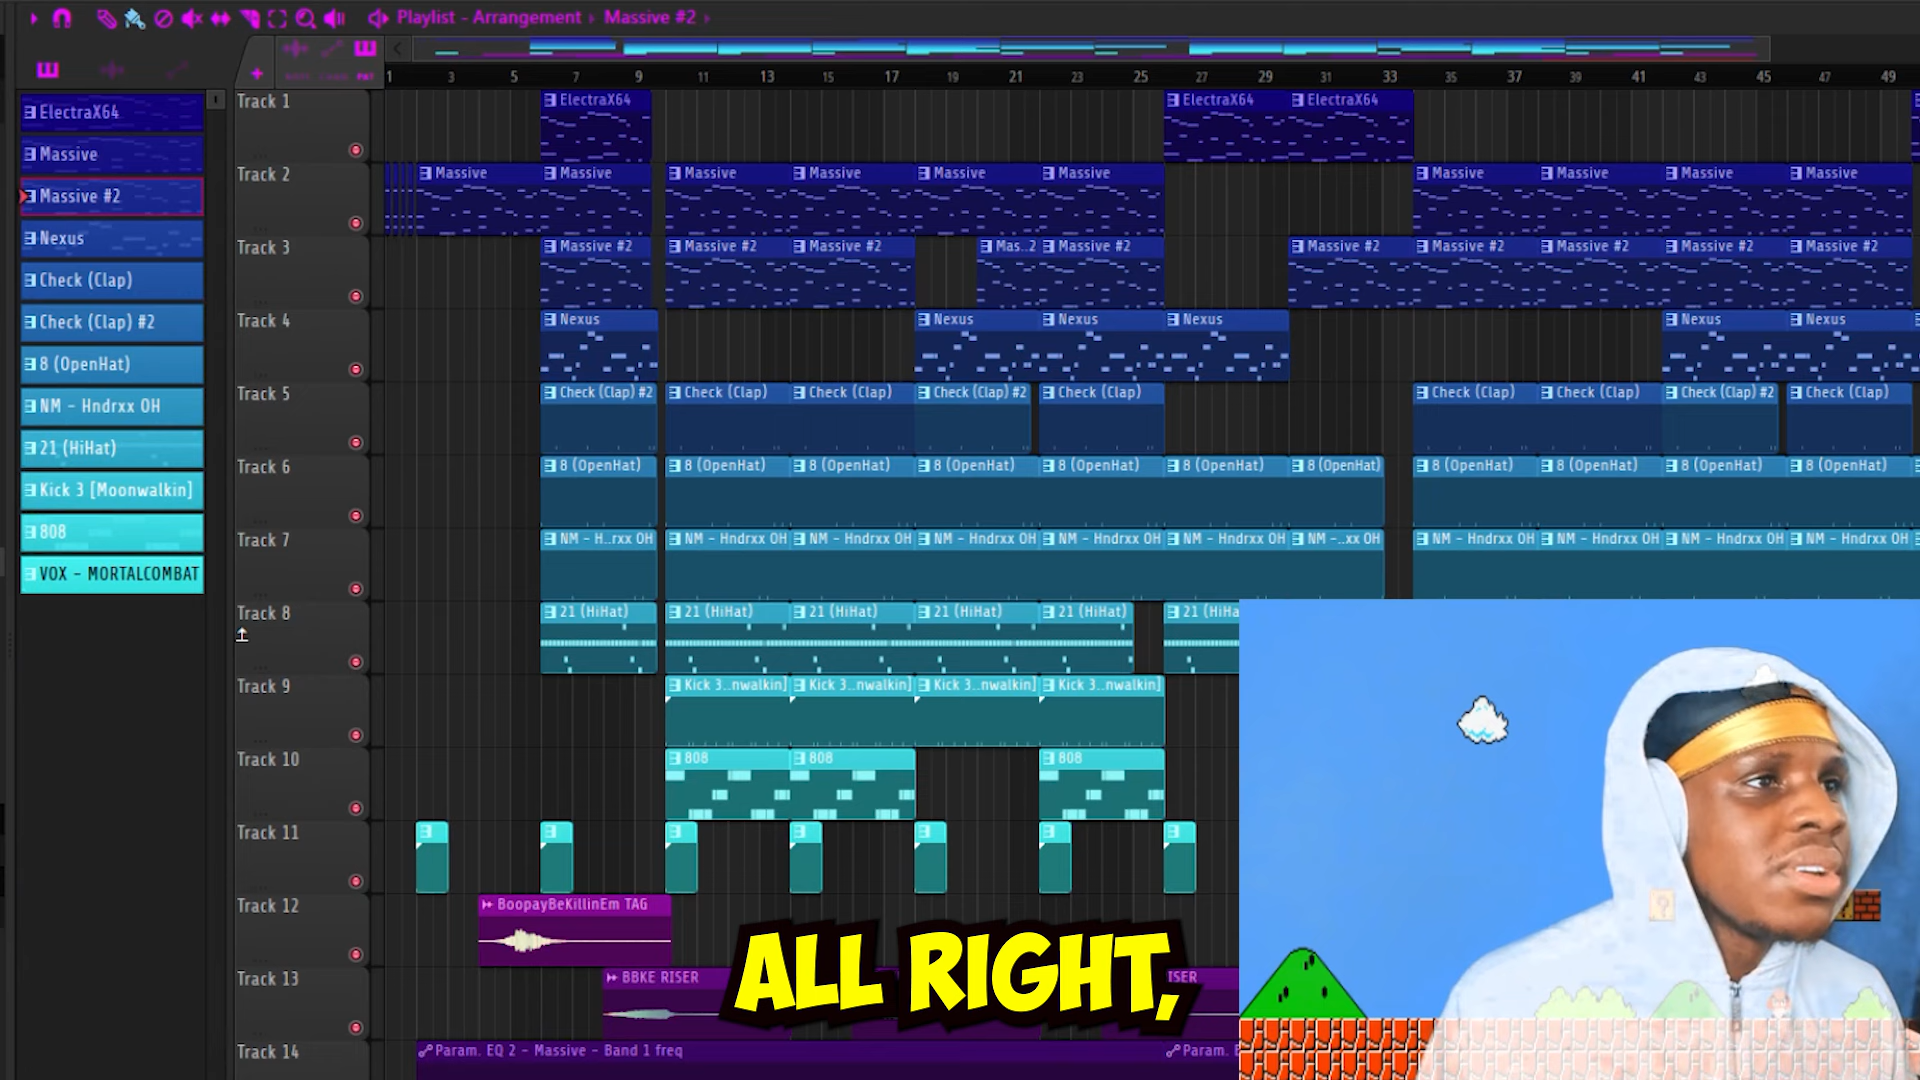 Playlist - Arrangement › Massive #2 ›
1 3 5 7 9 11 13 15 17 19 21 23 25 27 29 31 33 35 37 39 41 43 45 47 49
ElectraX64
Massive
Massive #2
Nexus
Check (Clap)
Check (Clap) #2
8 (OpenHat)
NM - Hndrxx OH
21 (HiHat)
Kick 3 [Moonwalkin]
808
VOX - MORTALCOMBAT
Track 1
ElectraX64 ElectraX64 ElectraX64
Track 2
Massive Massive Massive Massive Massive Massive Massive Massive Massive Massive
Track 3
Massive #2 Massive #2 Massive #2 Mas..2 Massive #2 Massive #2 Massive #2 Massive #2 Massive #2 Massive #2
Track 4
Nexus Nexus Nexus Nexus Nexus Nexus
Track 5
Check (Clap) #2 Check (Clap) Check (Clap) Check (Clap) #2 Check (Clap) Check (Clap) Check (Clap) Check (Clap) #2 Check (Clap)
Track 6
8 (OpenHat) 8 (OpenHat) 8 (OpenHat) 8 (OpenHat) 8 (OpenHat) 8 (OpenHat) 8 (OpenHat) 8 (OpenHat) 8 (OpenHat) 8 (OpenHat) 8 (OpenHat)
Track 7
NM - H..rxx OH NM - Hndrxx OH NM - Hndrxx OH NM - Hndrxx OH NM - Hndrxx OH NM - Hndrxx OH NM -..xx OH NM - Hndrxx OH NM - Hndrxx OH NM - Hndrxx OH NM - Hndrxx OH
Track 8
21 (HiHat) 21 (HiHat) 21 (HiHat) 21 (HiHat) 21 (HiHat) 21 (HiHa
Track 9
Kick 3..nwalkin] Kick 3..nwalkin] Kick 3..nwalkin] Kick 3..nwalkin]
Track 10
808 808 808
Track 11
Track 12
BoopayBeKillinEm TAG
Track 13
BBKE RISER ISER
Track 14
Param. EQ 2 - Massive - Band 1 freq Param. E
ALL RIGHT,